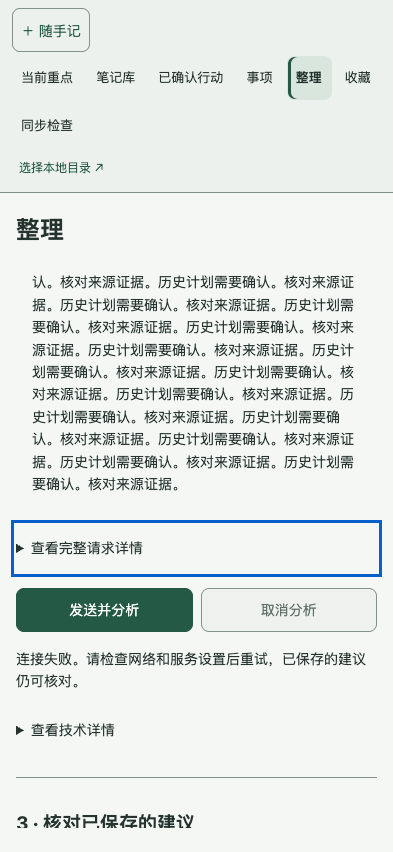 + 随手记
当前重点 笔记库 已确认行动 事项 整理 收藏
同步检查
选择本地目录 ↗
整理
认。核对来源证据。历史计划需要确认。核对来源证
据。历史计划需要确认。核对来源证据。历史计划需
要确认。核对来源证据。历史计划需要确认。核对来
源证据。历史计划需要确认。核对来源证据。历史计
划需要确认。核对来源证据。历史计划需要确认。核
对来源证据。历史计划需要确认。核对来源证据。历
史计划需要确认。核对来源证据。历史计划需要确
认。核对来源证据。历史计划需要确认。核对来源证
据。历史计划需要确认。核对来源证据。历史计划需
要确认。核对来源证据。
▶ 查看完整请求详情
发送并分析 取消分析
连接失败。请检查网络和服务设置后重试，已保存的建议
仍可核对。
▶ 查看技术详情
3 · 核对已保存的建议